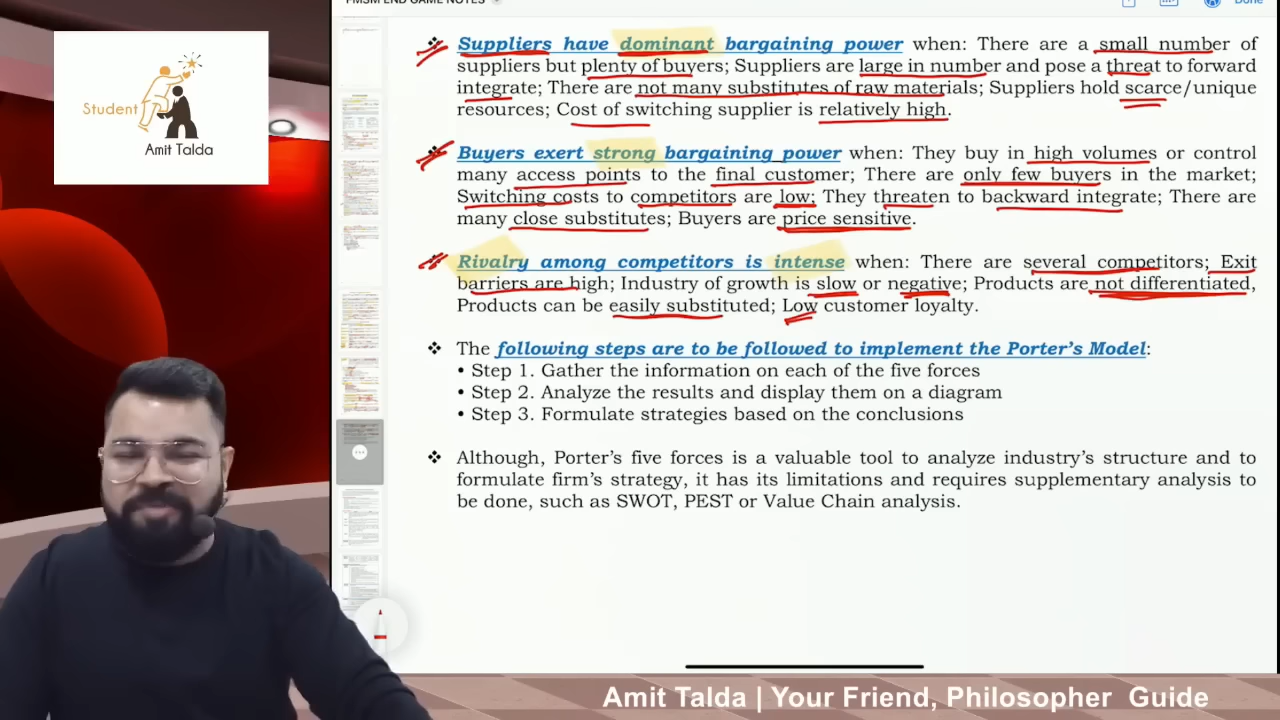 FMSM END GAME NOTES
Done
Student
Amit Talda
❖ Suppliers have dominant bargaining power when: There are a small number of
suppliers but plenty of buyers; Suppliers are large in number and pose a threat to forward
integrate; There are not many substitutes of raw materials; Suppliers hold scarce/unique
Cost of switching suppliers is relatively high.
❖ Buyers exert strong bargaining power when: They buy in large volumes or control
many access points to the final customer; There are only few buyers in the market;
Switching costs to other suppliers are low; They threaten to backward integrate; There are
many close substitutes; Buyers are price sensitive.
❖ Rivalry among competitors is intense when: There are several competitors; Exit
barriers are high; Industry of growth is slow or negative; Products are not differentiated,
products can be easily substituted; Low loyalty.
❖ The following steps are to be followed to implement the Porter's Model
• Step 1. Gather the information on each of the five forces
• Step 2. Analyze the results and display them on a diagram
• Step 3. Formulate strategies based on the conclusions
❖ Although, Porter's five forces is a valuable tool to analyze industry's structure and to
formulate firm's strategy, it has its limitations and requires supplementary analysis to
be done such as SWOT, PEST or Value Chain Analysis.
Amit Talda | Your Friend, Philosopher Guide